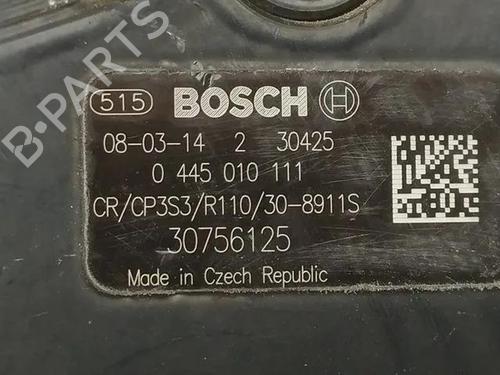 B-PARTS
515 BOSCH
08-03-14 2 30425
0 445 010 111
CR/CP3S3/R110/30-8911S
30756125
Made in Czech Republic